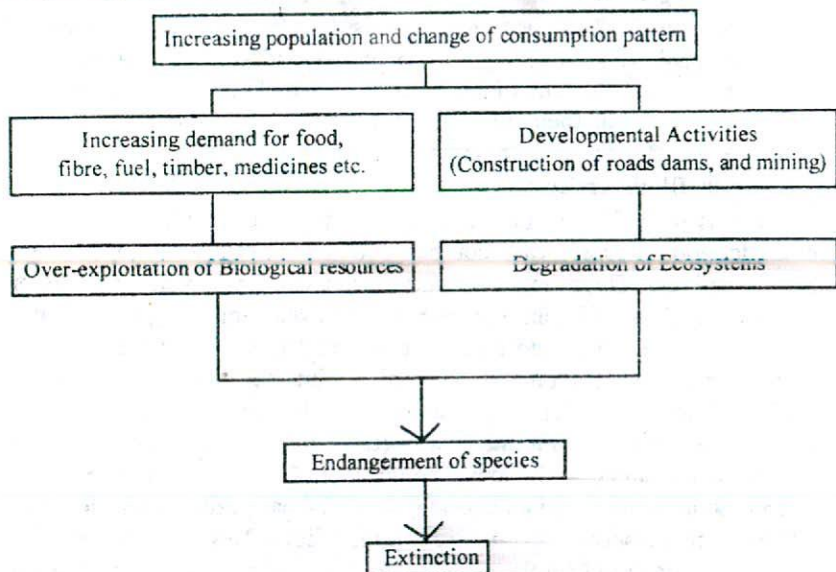 Increasing population and change of consumption pattern
Increasing demand for food,
fibre, fuel, timber, medicines etc.
Developmental Activities
(Construction of roads dams, and mining)
Over-exploitation of Biological resources
Degradation of Ecosystems
Endangerment of species
Extinction